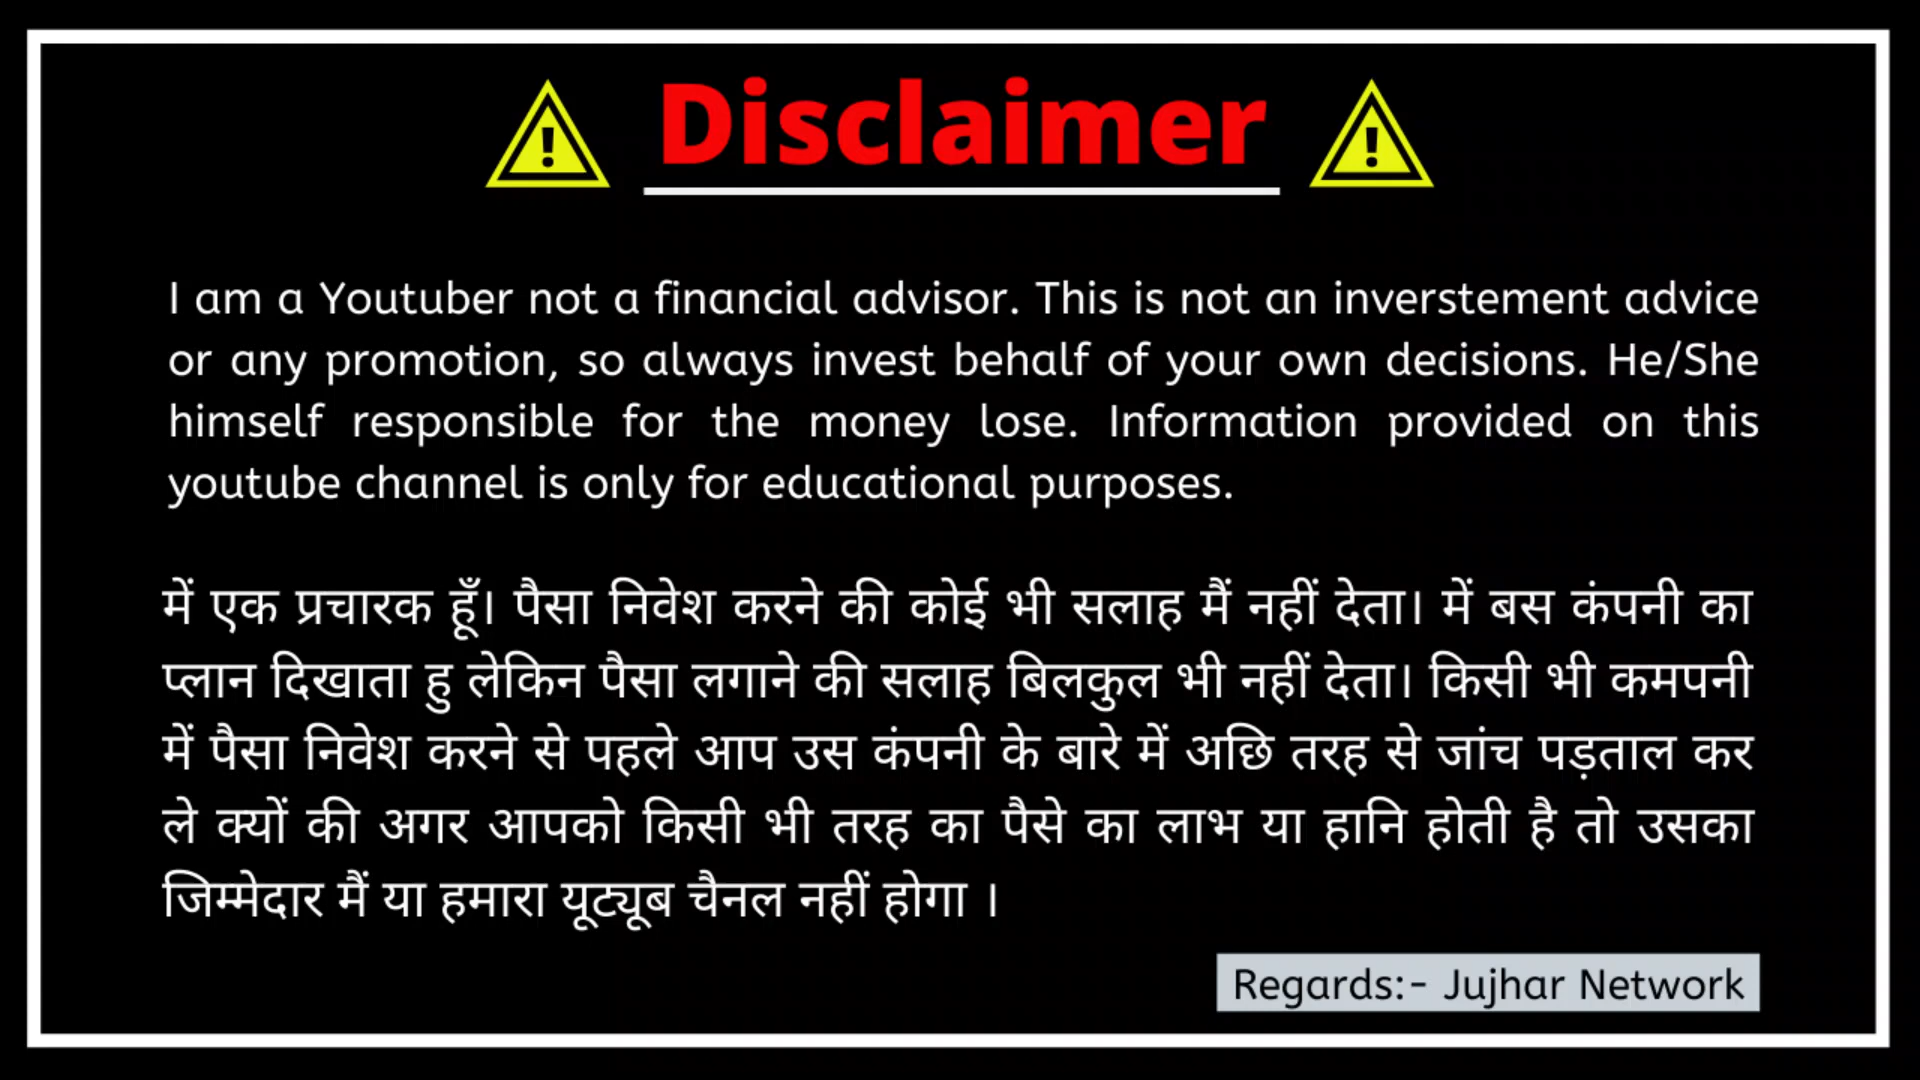 Disclaimer
I am a Youtuber not a financial advisor. This is not an inverstement advice
or any promotion, so always invest behalf of your own decisions. He/She
himself responsible for the money lose. Information provided on this
youtube channel is only for educational purposes.
में एक प्रचारक हूँ। पैसा निवेश करने की कोई भी सलाह मैं नहीं देता। में बस कंपनी का
प्लान दिखाता हु लेकिन पैसा लगाने की सलाह बिलकुल भी नहीं देता। किसी भी कमपनी
में पैसा निवेश करने से पहले आप उस कंपनी के बारे में अछि तरह से जांच पड़ताल कर
ले क्यों की अगर आपको किसी भी तरह का पैसे का लाभ या हानि होती है तो उसका
जिम्मेदार मैं या हमारा यूट्यूब चैनल नहीं होगा ।
Regards:- Jujhar Network